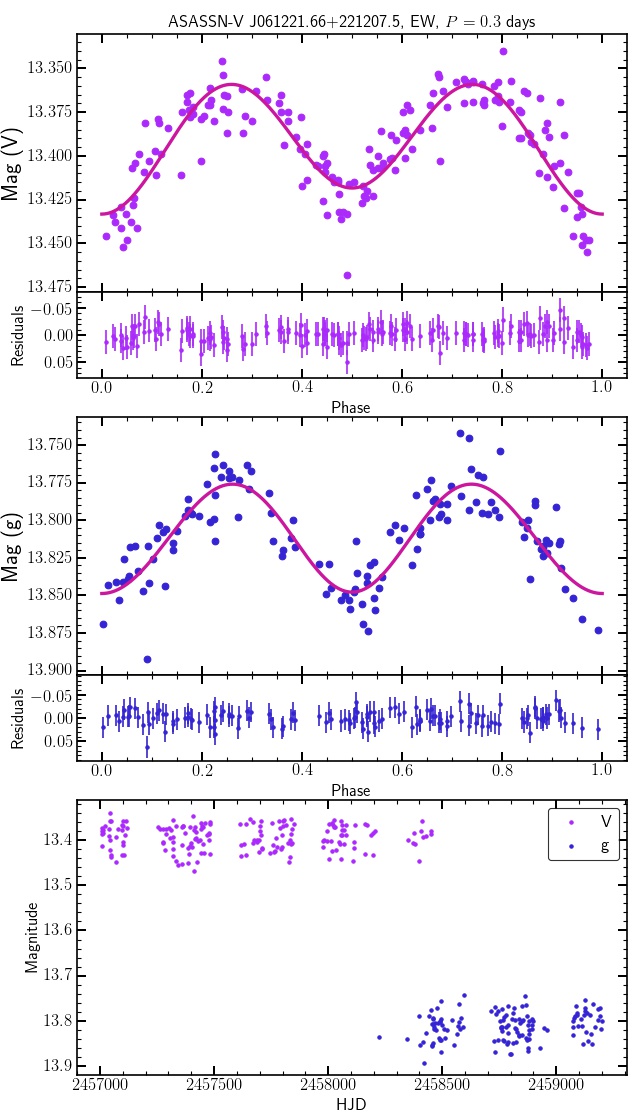 ASASSN-V J061221.66+221207.5, EW, P = 0.3 days
Mag (V)
13.350
13.375
13.400
13.425
13.450
13.475
Residuals
−0.05
0.00
0.05
0.0 0.2 0.4 0.6 0.8 1.0
Phase
Mag (g)
13.750
13.775
13.800
13.825
13.850
13.875
13.900
Residuals
−0.05
0.00
0.05
0.0 0.2 0.4 0.6 0.8 1.0
Phase
V
g
Magnitude
13.4
13.5
13.6
13.7
13.8
13.9
2457000 2457500 2458000 2458500 2459000
HJD